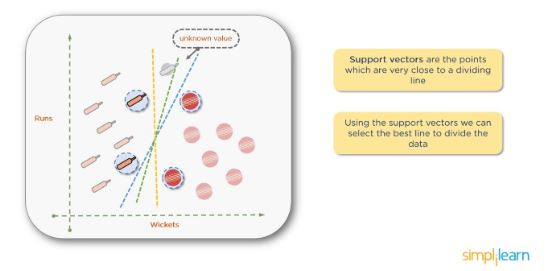 unknown value
Runs
Wickets
Support vectors are the points
which are very close to a dividing
line
Using the support vectors we can
select the best line to divide the
data
simplilearn